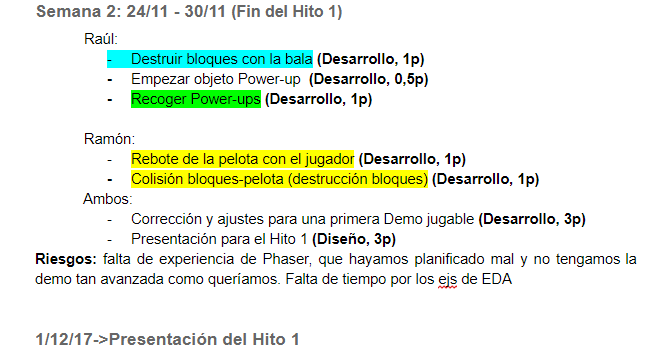 Semana 2: 24/11 - 30/11 (Fin del Hito 1)
Raúl:
- Destruir bloques con la bala (Desarrollo, 1p)
- Empezar objeto Power-up (Desarrollo, 0,5p)
- Recoger Power-ups (Desarrollo, 1p)
Ramón:
- Rebote de la pelota con el jugador (Desarrollo, 1p)
- Colisión bloques-pelota (destrucción bloques) (Desarrollo, 1p)
Ambos:
- Corrección y ajustes para una primera Demo jugable (Desarrollo, 3p)
- Presentación para el Hito 1 (Diseño, 3p)
Riesgos: falta de experiencia de Phaser, que hayamos planificado mal y no tengamos la
demo tan avanzada como queríamos. Falta de tiempo por los ejs de EDA
1/12/17->Presentación del Hito 1